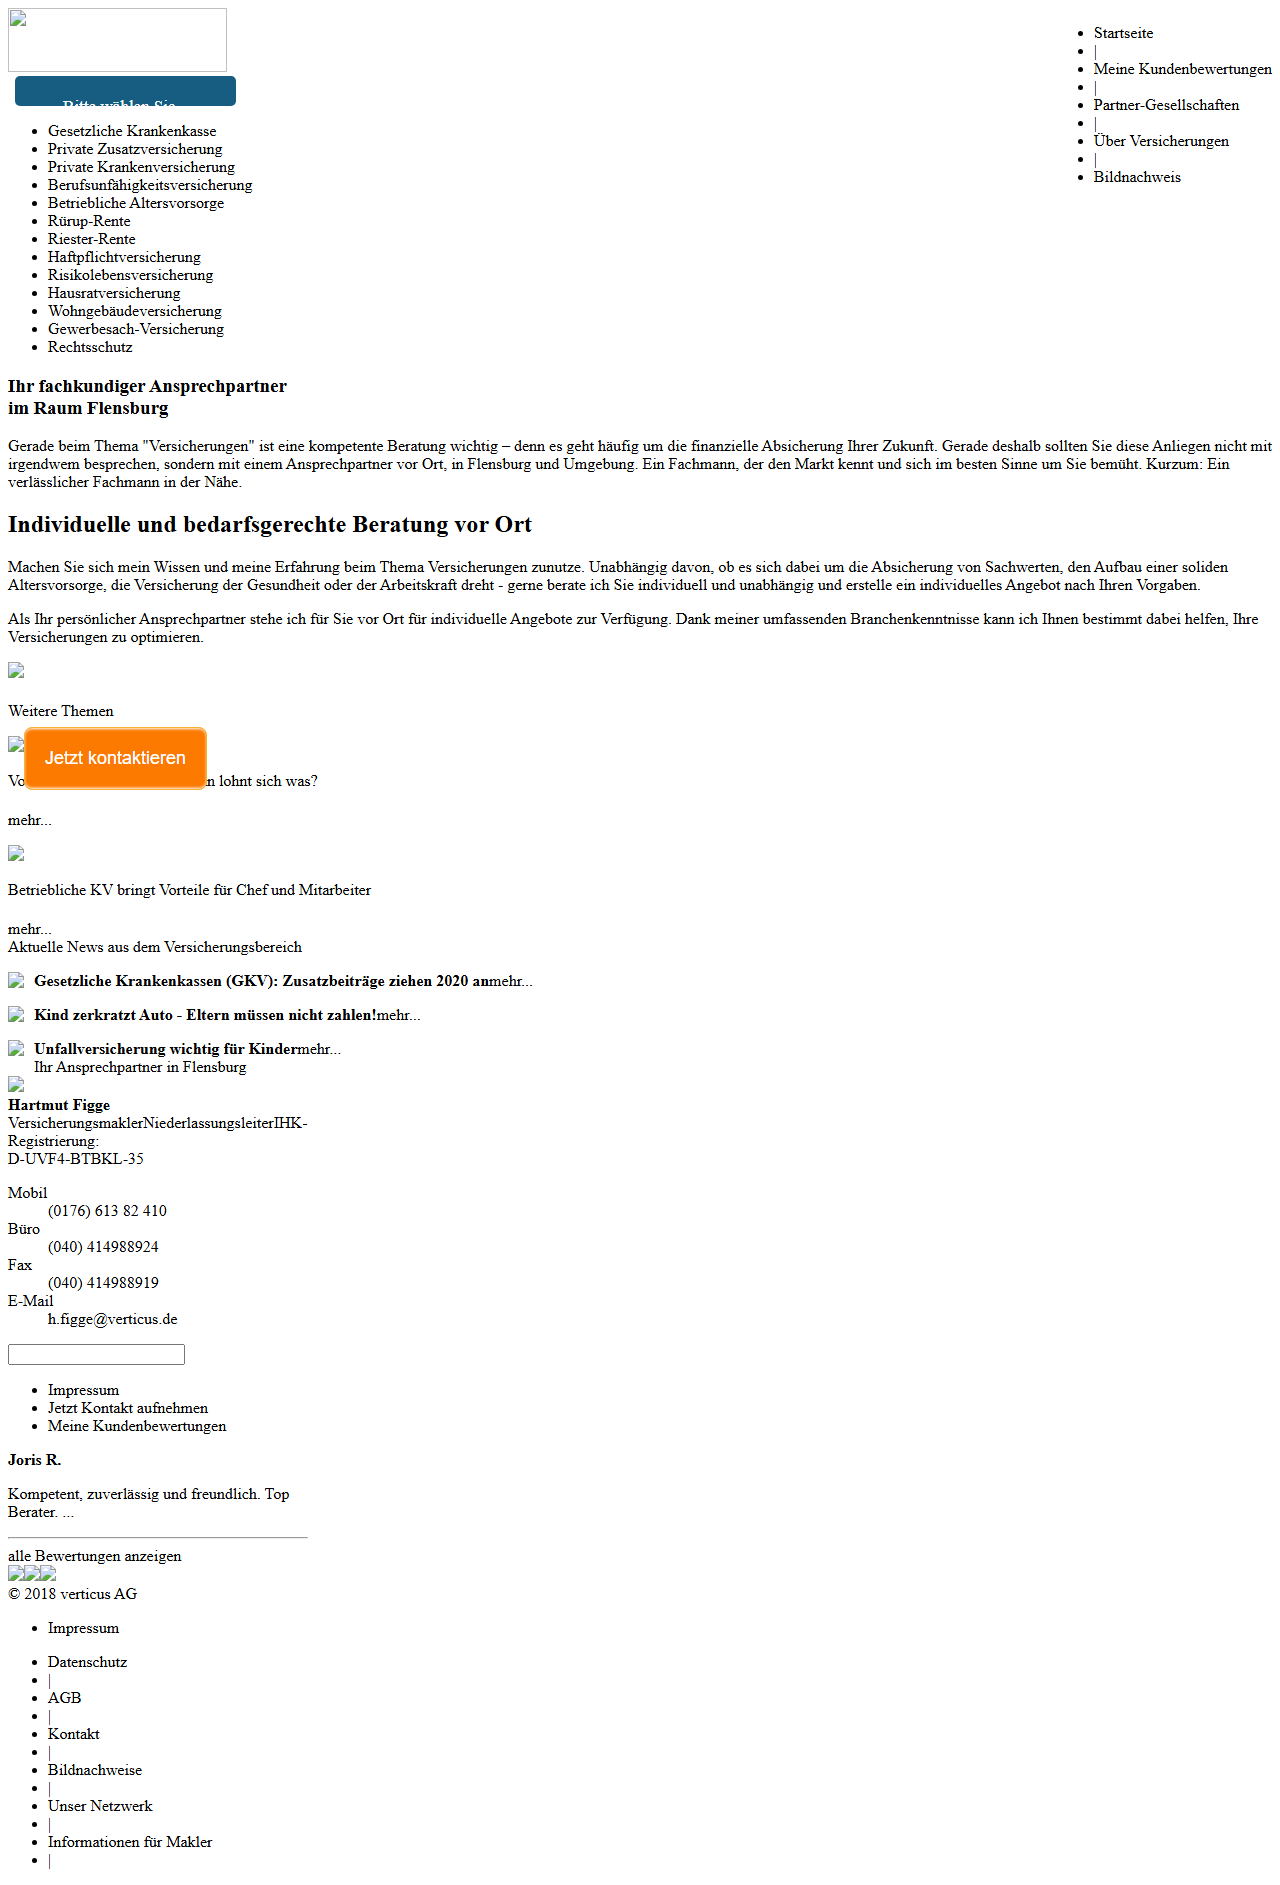 Startseite
|
Meine Kundenbewertungen
|
Partner-Gesellschaften
|
Über Versicherungen
|
Bildnachweis
Bitte wählen Sie
Gesetzliche Krankenkasse
Private Zusatzversicherung
Private Krankenversicherung
Berufsunfähigkeitsversicherung
Betriebliche Altersvorsorge
Rürup-Rente
Riester-Rente
Haftpflichtversicherung
Risikolebensversicherung
Hausratversicherung
Wohngebäudeversicherung
Gewerbesach-Versicherung
Rechtsschutz
Ihr fachkundiger Ansprechpartner
im Raum Flensburg
Gerade beim Thema "Versicherungen" ist eine kompetente Beratung wichtig – denn es geht häufig um die finanzielle Absicherung Ihrer Zukunft. Gerade deshalb sollten Sie diese Anliegen nicht mit
irgendwem besprechen, sondern mit einem Ansprechpartner vor Ort, in Flensburg und Umgebung. Ein Fachmann, der den Markt kennt und sich im besten Sinne um Sie bemüht. Kurzum: Ein
verlässlicher Fachmann in der Nähe.
Individuelle und bedarfsgerechte Beratung vor Ort
Machen Sie sich mein Wissen und meine Erfahrung beim Thema Versicherungen zunutze. Unabhängig davon, ob es sich dabei um die Absicherung von Sachwerten, den Aufbau einer soliden
Altersvorsorge, die Versicherung der Gesundheit oder der Arbeitskraft dreht - gerne berate ich Sie individuell und unabhängig und erstelle ein individuelles Angebot nach Ihren Vorgaben.
Als Ihr persönlicher Ansprechpartner stehe ich für Sie vor Ort für individuelle Angebote zur Verfügung. Dank meiner umfassenden Branchenkenntnisse kann ich Ihnen bestimmt dabei helfen, Ihre
Versicherungen zu optimieren.
Weitere Themen
Jetzt kontaktieren
lohnt sich was?
mehr...
Betriebliche KV bringt Vorteile für Chef und Mitarbeiter
mehr...
Aktuelle News aus dem Versicherungsbereich
Gesetzliche Krankenkassen (GKV): Zusatzbeiträge ziehen 2020 anmehr...
Kind zerkratzt Auto - Eltern müssen nicht zahlen!mehr...
Unfallversicherung wichtig für Kindermehr...
Ihr Ansprechpartner in Flensburg
Hartmut Figge
VersicherungsmaklerNiederlassungsleiterIHK-
Registrierung:
D-UVF4-BTBKL-35
Mobil
(0176) 613 82 410
Büro
(040) 414988924
Fax
(040) 414988919
E-Mail
h.figge@verticus.de
Impressum
Jetzt Kontakt aufnehmen
Meine Kundenbewertungen
Joris R.
Kompetent, zuverlässig und freundlich. Top
Berater. ...
alle Bewertungen anzeigen
© 2018 verticus AG
Impressum
Datenschutz
|
AGB
|
Kontakt
|
Bildnachweise
|
Unser Netzwerk
|
Informationen für Makler
|